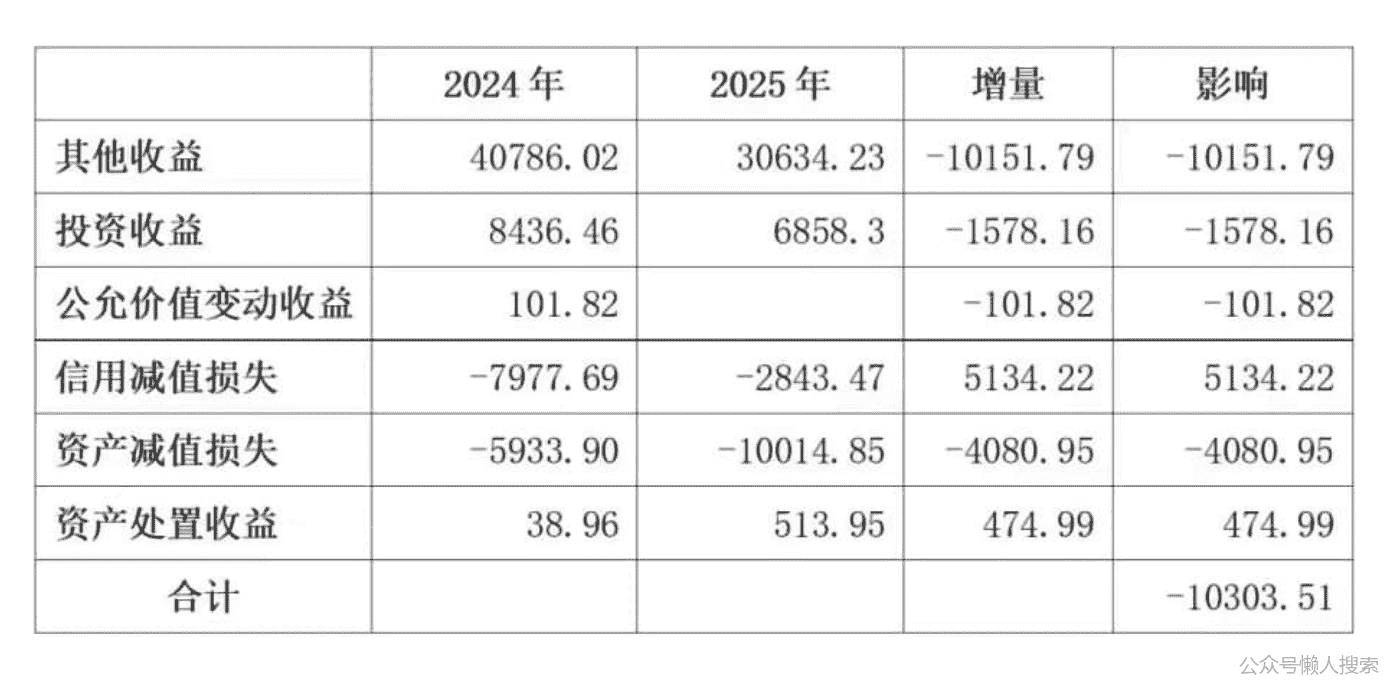 2024年 2025年 增量 影响
其他收益 40786.02 30634.23 -10151.79 -10151.79
投资收益 8436.46 6858.3 -1578.16 -1578.16
公允价值变动收益 101.82 -101.82 -101.82
信用减值损失 -7977.69 -2843.47 5134.22 5134.22
资产减值损失 -5933.90 -10014.85 -4080.95 -4080.95
资产处置收益 38.96 513.95 474.99 474.99
合计 -10303.51
公众号懒人搜索